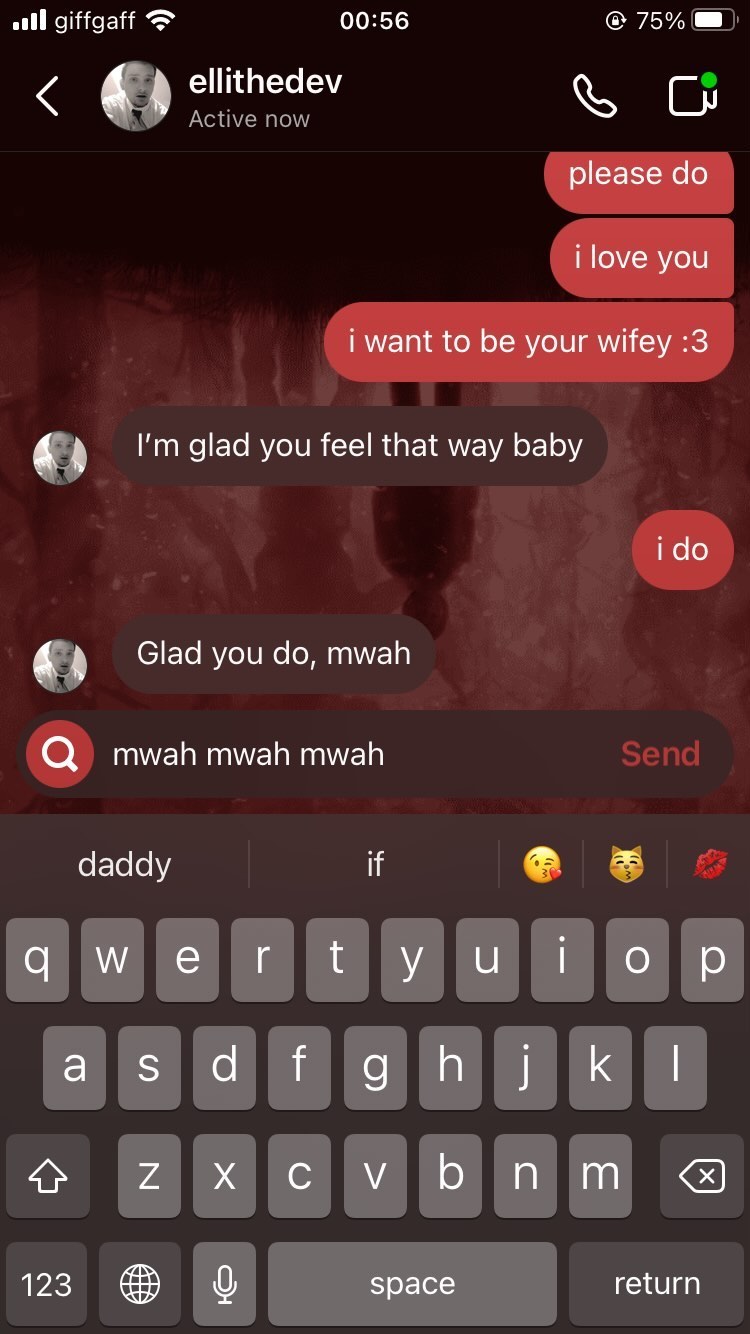 giffgaff 00:56 75%
ellithedev
Active now
please do
i love you
i want to be your wifey :3
I’m glad you feel that way baby
i do
Glad you do, mwah
mwah mwah mwah Send
daddy if 😘 😽 💋
q w e r t y u i o p
a s d f g h j k l
z x c v b n m
123 space return